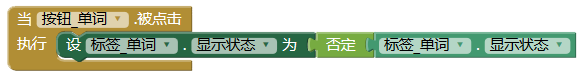 当 按钮_单词 .被点击
执行 设 标签_单词 . 显示状态 为 否定 标签_单词 . 显示状态